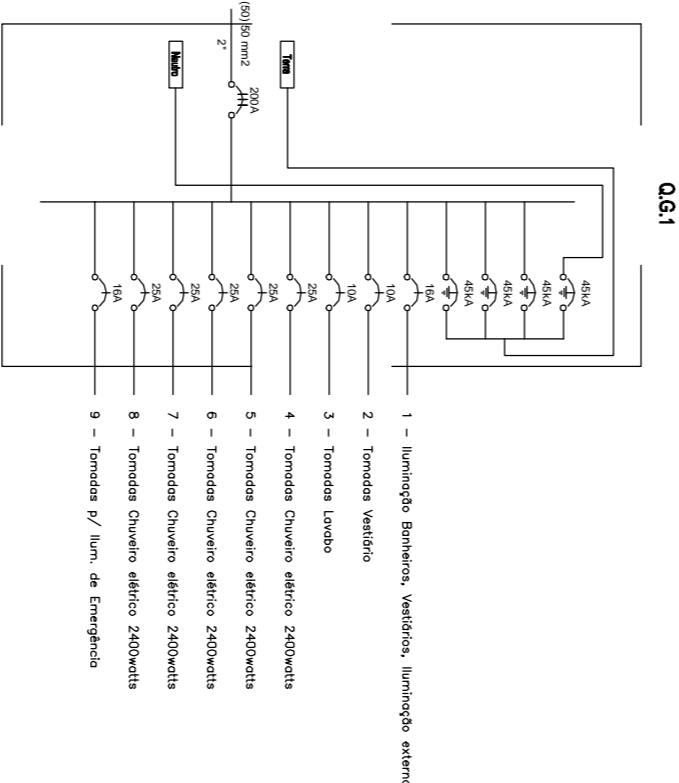 Q.G.1
(50)50 mm2
2"
200A
Terra
Neutro
45kA
45kA
45kA
45kA
16A
10A
10A
25A
25A
25A
25A
25A
16A
1 - Iluminação Banheiros, Vestiários, Iluminação externa
2 - Tomadas Vestiário
3 - Tomadas Lavabo
4 - Tomadas Chuveiro elétrico 2400watts
5 - Tomadas Chuveiro elétrico 2400watts
6 - Tomadas Chuveiro elétrico 2400watts
7 - Tomadas Chuveiro elétrico 2400watts
8 - Tomadas Chuveiro elétrico 2400watts
9 - Tomadas p/ Ilum. de Emergência